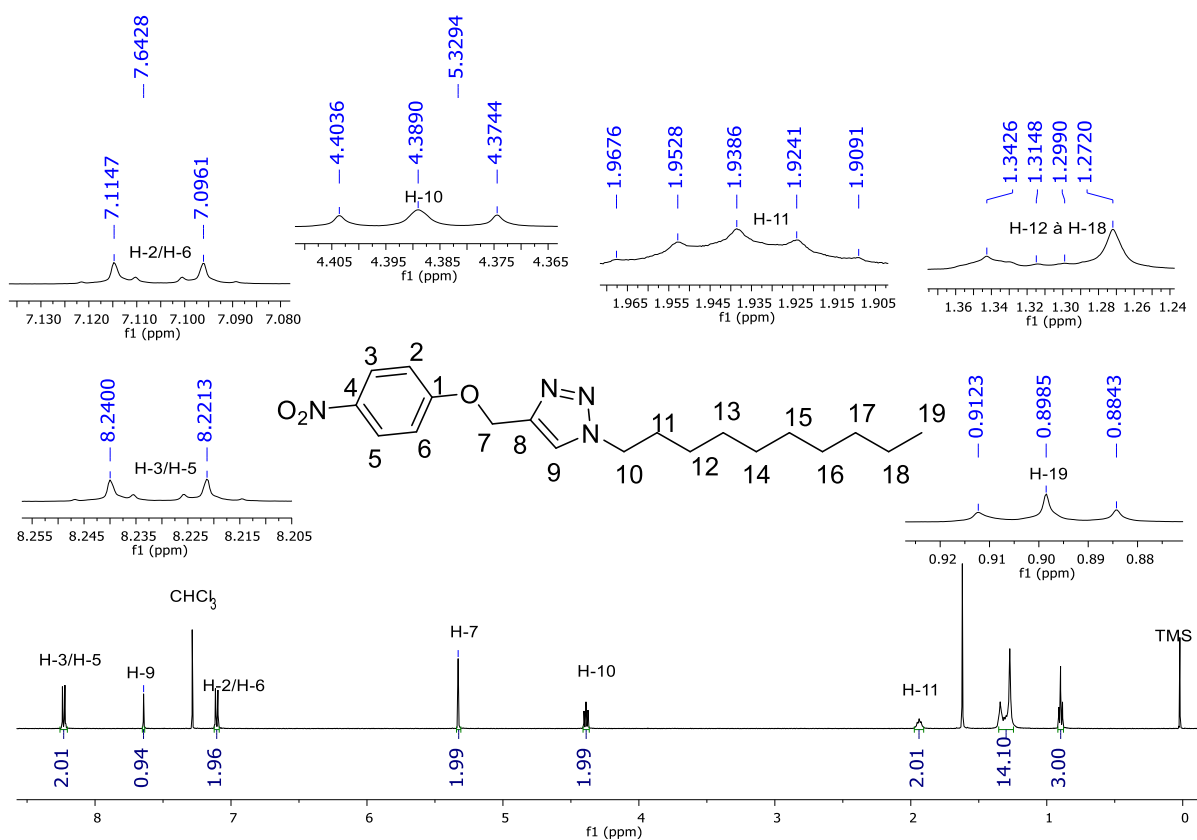 7.6428
5.3294
7.1147
7.0961
H-2/H-6
7.130 7.120 7.110 7.100 7.090 7.080
f1 (ppm)
4.4036
4.3890
4.3744
H-10
4.405 4.395 4.385 4.375 4.365
f1 (ppm)
1.9676
1.9528
1.9386
1.9241
1.9091
H-11
1.965 1.955 1.945 1.935 1.925 1.915 1.905
f1 (ppm)
1.3426
1.3148
1.2990
1.2720
H-12 à H-18
1.36 1.34 1.32 1.30 1.28 1.26 1.24
f1 (ppm)
8.2400
8.2213
H-3/H-5
8.255 8.245 8.235 8.225 8.215 8.205
f1 (ppm)
3 2
4 1 O N N
O₂N 11 13 15 17 19
6 7 8 N
5 9 10 12 14 16 18
0.9123
0.8985
0.8843
H-19
0.92 0.91 0.90 0.89 0.88
f1 (ppm)
CHCl₃
H-3/H-5
H-9
H-2/H-6
H-7
H-10
H-11
TMS
2.01 0.94 1.96 1.99 1.99 2.01 14.10 3.00
8 7 6 5 4 3 2 1 0
f1 (ppm)